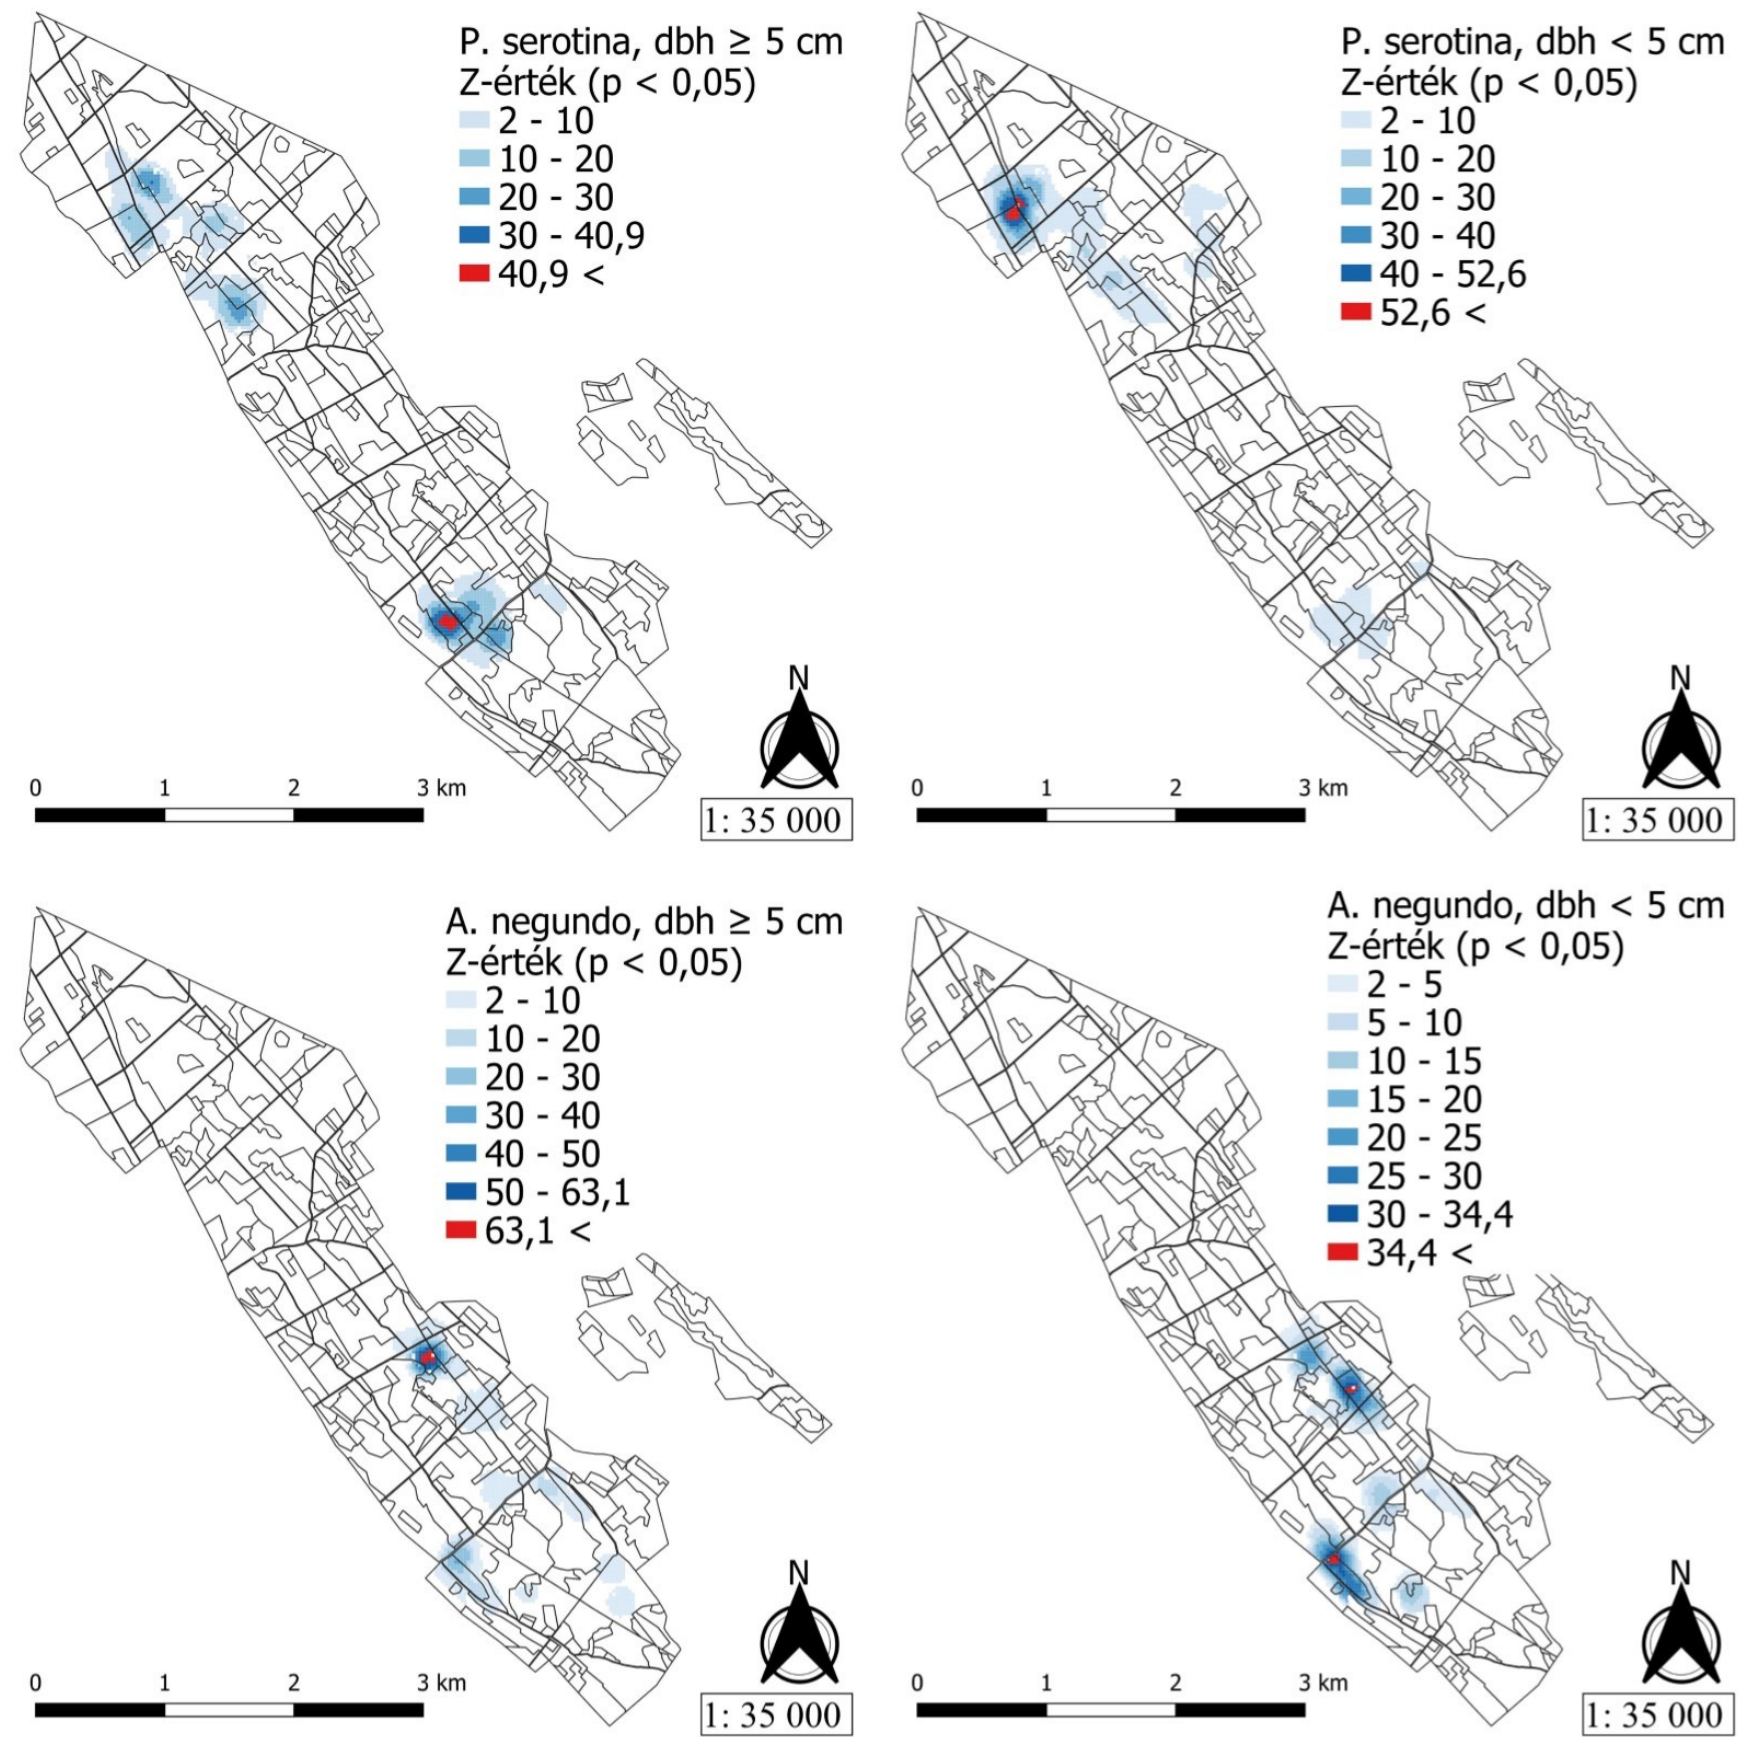 P. serotina, dbh ≥ 5 cm
Z-érték (p < 0,05)
2 - 10
10 - 20
20 - 30
30 - 40,9
40,9 <
N
0 1 2 3 km
1: 35 000
P. serotina, dbh < 5 cm
Z-érték (p < 0,05)
2 - 10
10 - 20
20 - 30
30 - 40
40 - 52,6
52,6 <
N
0 1 2 3 km
1: 35 000
A. negundo, dbh ≥ 5 cm
Z-érték (p < 0,05)
2 - 10
10 - 20
20 - 30
30 - 40
40 - 50
50 - 63,1
63,1 <
N
0 1 2 3 km
1: 35 000
A. negundo, dbh < 5 cm
Z-érték (p < 0,05)
2 - 5
5 - 10
10 - 15
15 - 20
20 - 25
25 - 30
30 - 34,4
34,4 <
N
0 1 2 3 km
1: 35 000